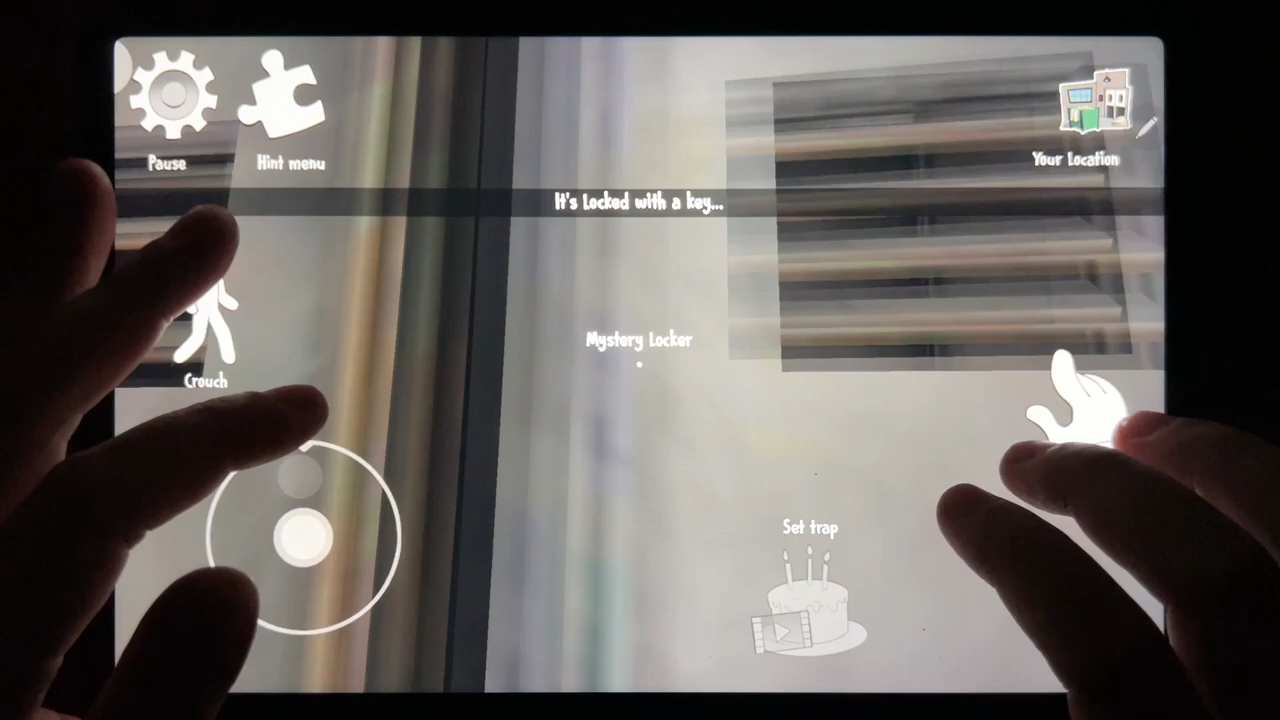 Pause
Hint menu
Your Location
It's Locked with a key...
Mystery Locker
Crouch
Set trap